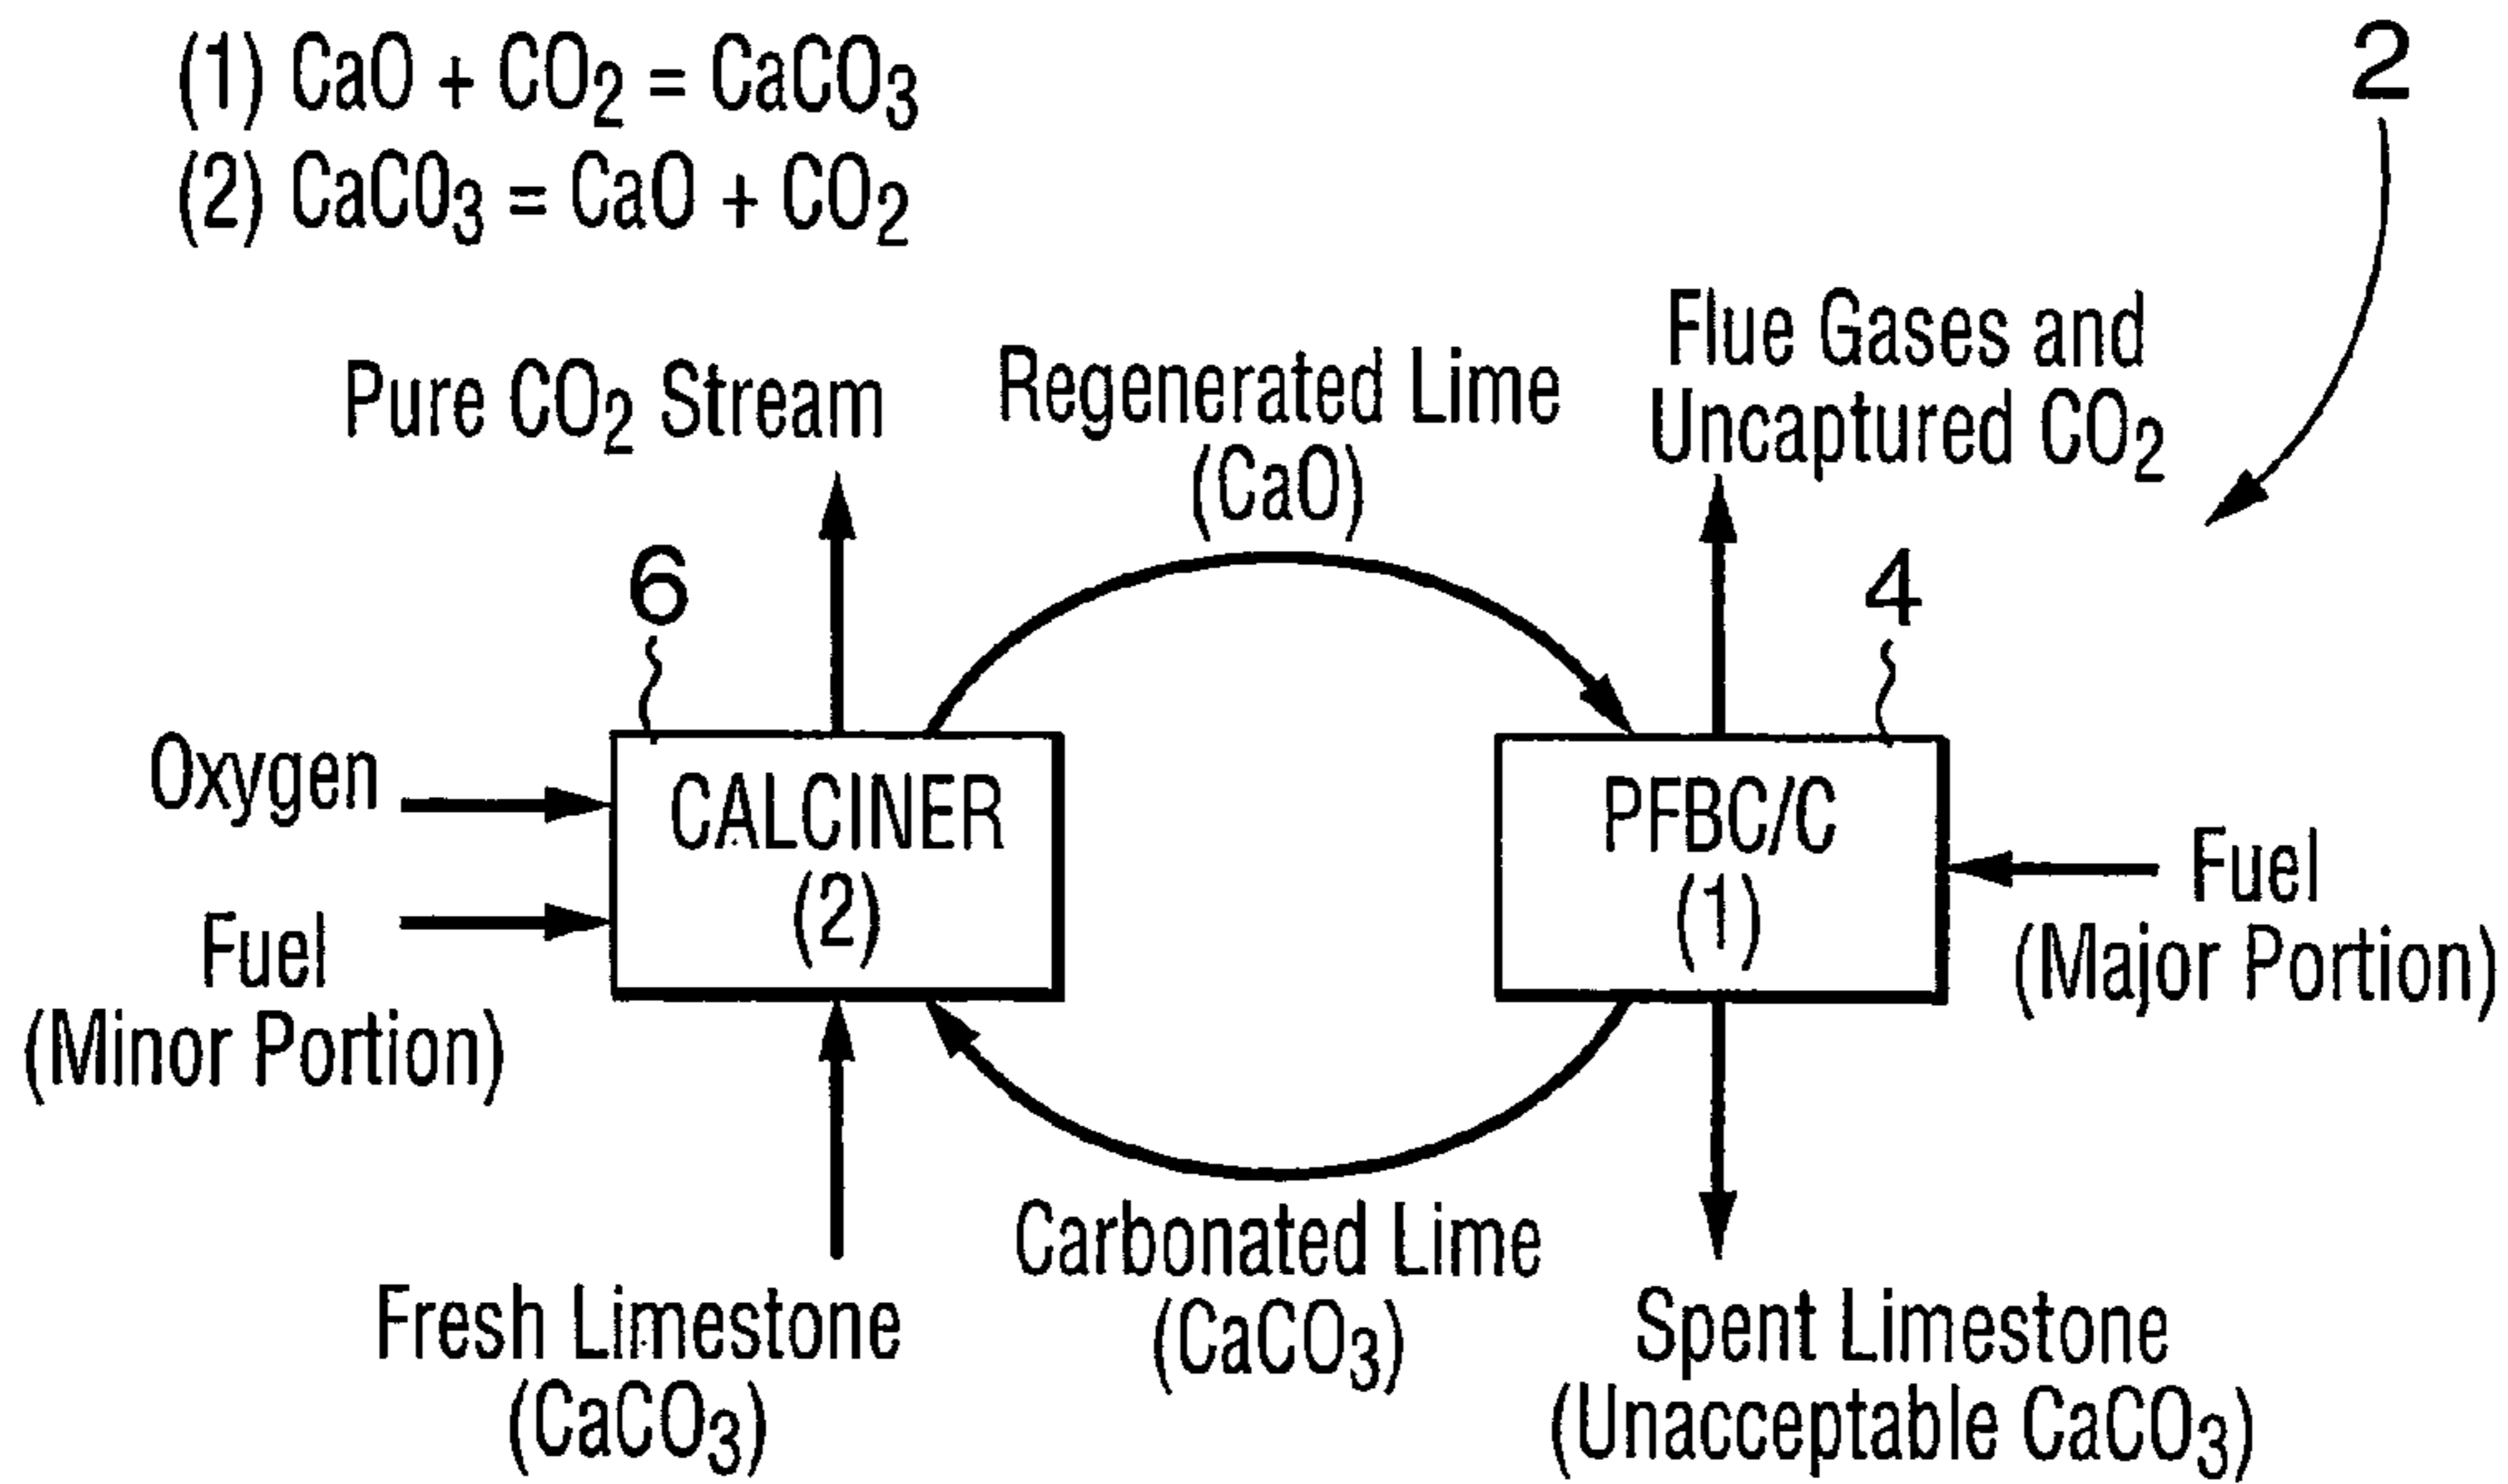 (1) CaO + CO2 = CaCO3
(2) CaCO3 = CaO + CO2
2
Pure CO2 Stream
Regenerated Lime
(CaO)
Flue Gases and
Uncaptured CO2
6
4
Oxygen
Fuel
(Minor Portion)
CALCINER
(2)
PFBC/C
(1)
Fuel
(Major Portion)
Fresh Limestone
(CaCO3)
Carbonated Lime
(CaCO3)
Spent Limestone
(Unacceptable CaCO3)